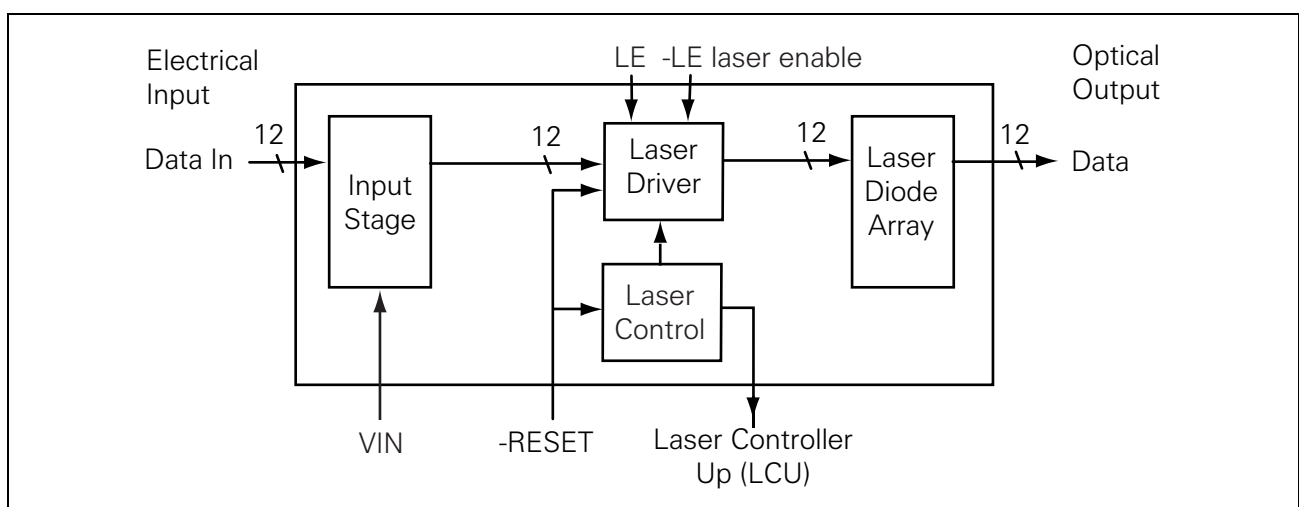 Electrical
Input
LE -LE laser enable
Optical
Output
Data In
12
Input
Stage
12
Laser
Driver
12
Laser
Diode
Array
12
Data
Laser
Control
VIN
-RESET
Laser Controller
Up (LCU)